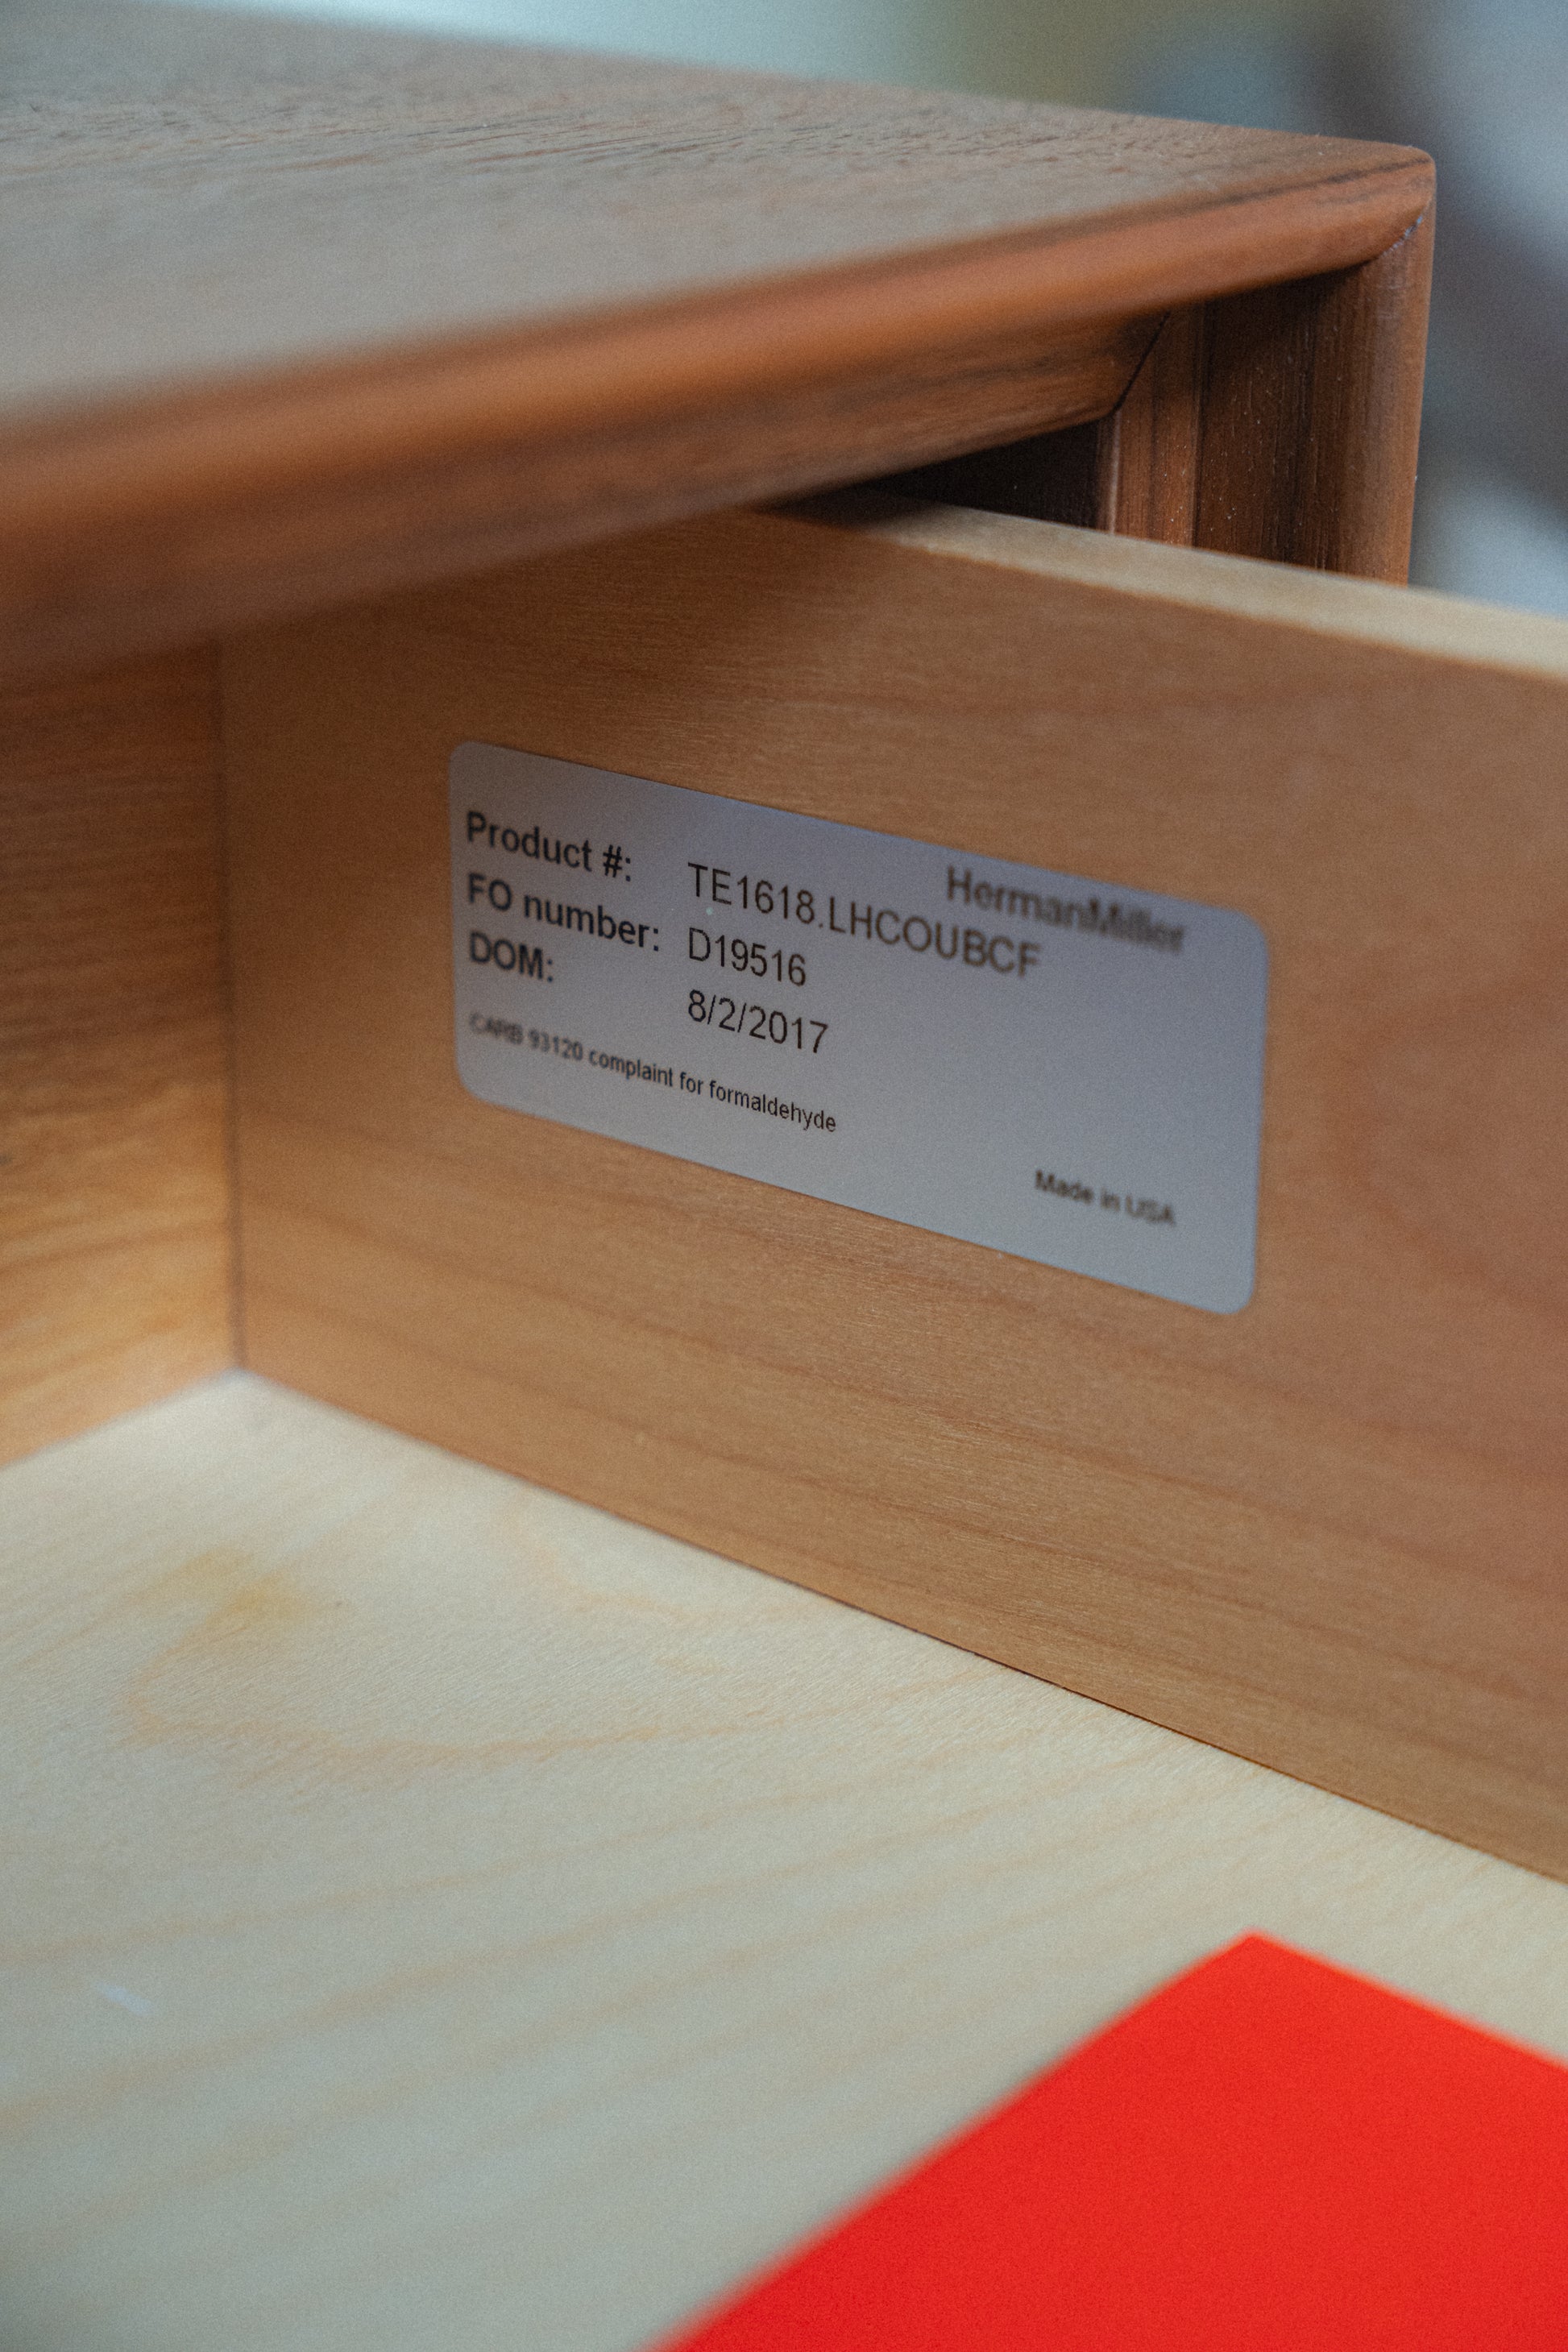 HermanMiller
Product #: TE1618.LHCOUBCF
FO number: D19516
DOM: 8/2/2017
CARB 93120 complaint for formaldehyde
Made in USA